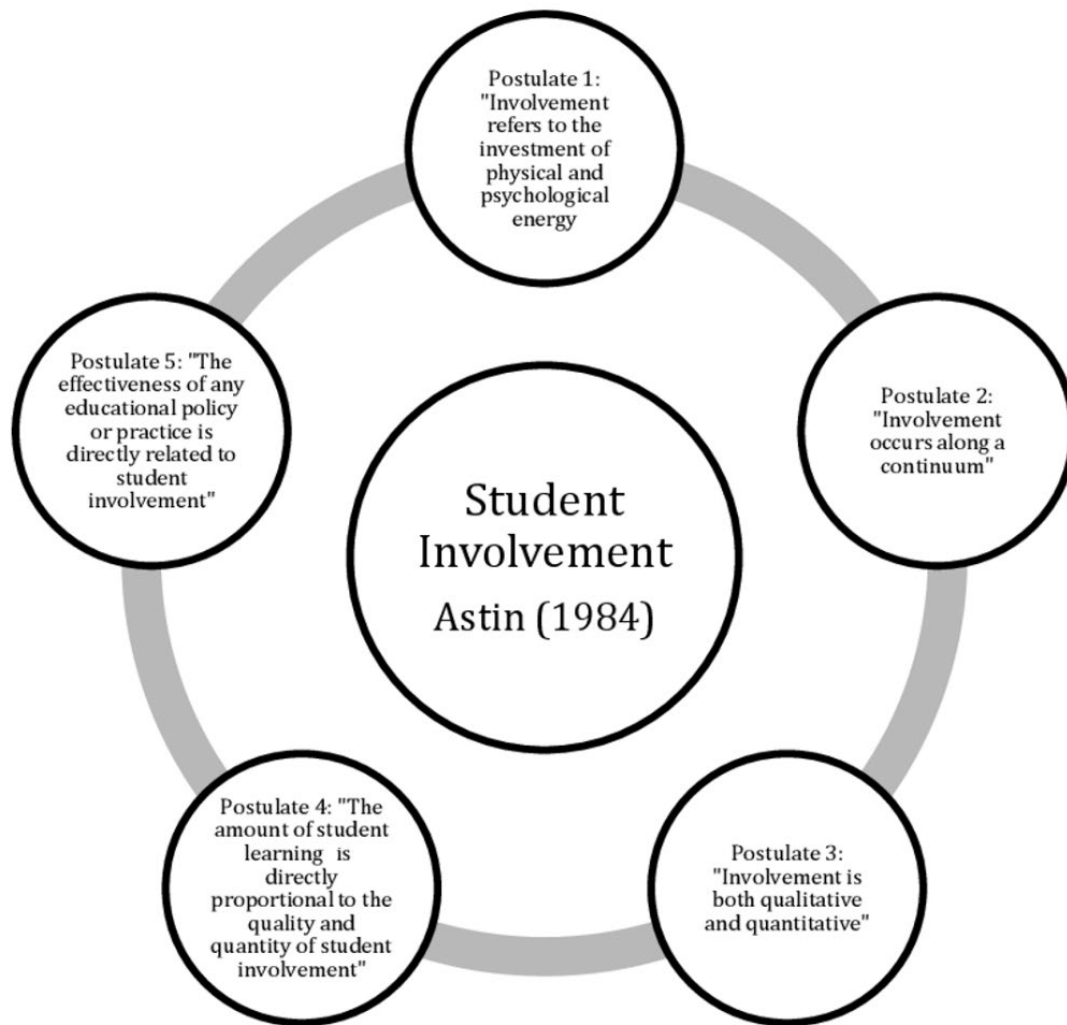 Postulate 1:
"Involvement
refers to the
investment of
physical and
psychological
energy
Postulate 2:
"Involvement
occurs along a
continuum"
Postulate 3:
"Involvement is
both qualitative
and quantitative"
Postulate 4: "The
amount of student
learning is
directly
proportional to the
quality and
quantity of student
involvement"
Postulate 5: "The
effectiveness of any
educational policy
or practice is
directly related to
student
involvement"
Student
Involvement
Astin (1984)